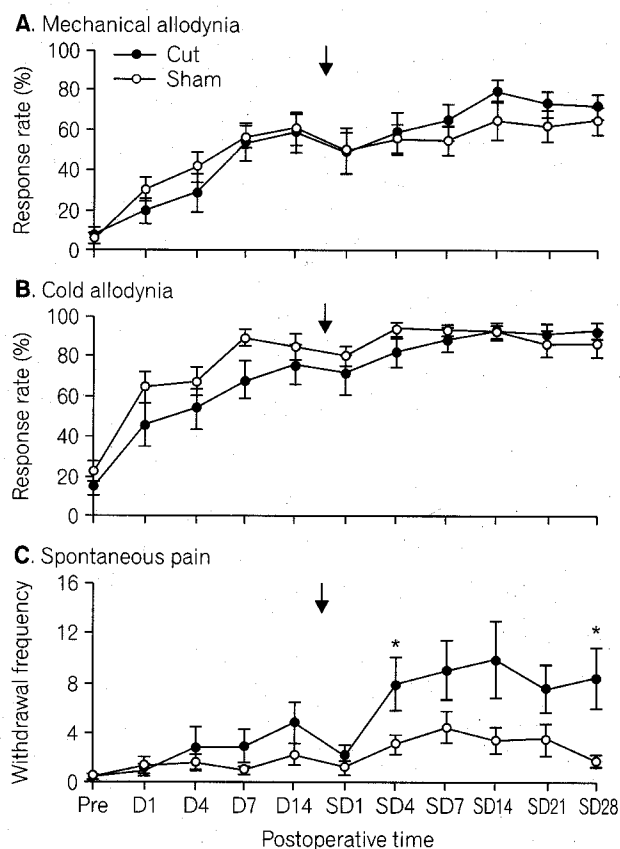 A. Mechanical allodynia
100
80
60
40
20
0
Response rate (%)
Cut
Sham
B. Cold allodynia
100
80
60
40
20
0
Response rate (%)
C. Spontaneous pain
16
12
8
4
0
Withdrawal frequency
*
*
Pre D1 D4 D7 D14 SD1 SD4 SD7 SD14 SD21 SD28
Postoperative time